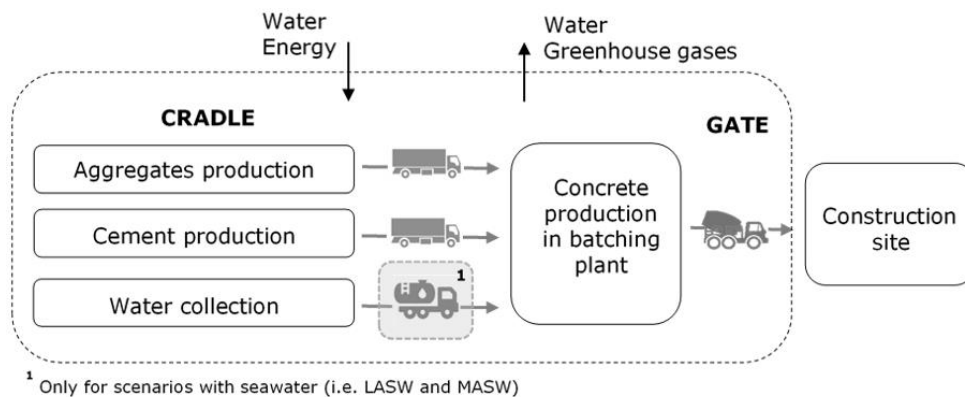 Water
Energy
Water
Greenhouse gases
CRADLE
GATE
Aggregates production
Cement production
1
Water collection
Concrete
production
in batching
plant
Construction
site
1 Only for scenarios with seawater (i.e. LASW and MASW)